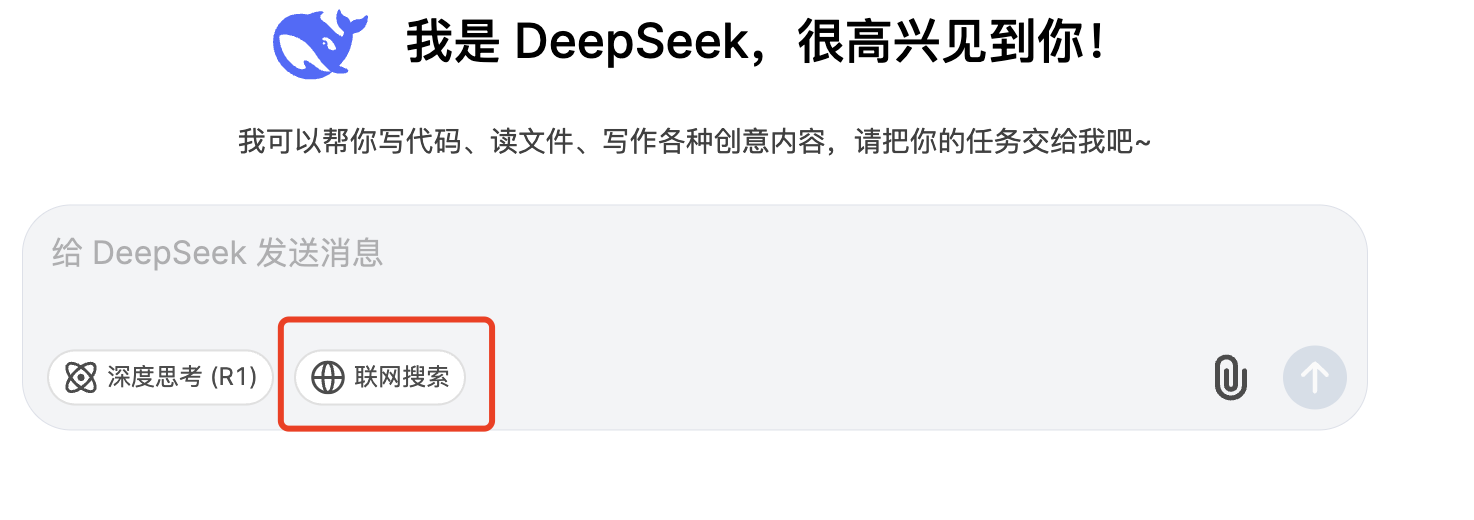 我是 DeepSeek，很高兴见到你！
我可以帮你写代码、读文件、写作各种创意内容，请把你的任务交给我吧~
给 DeepSeek 发送消息
深度思考 (R1) 联网搜索